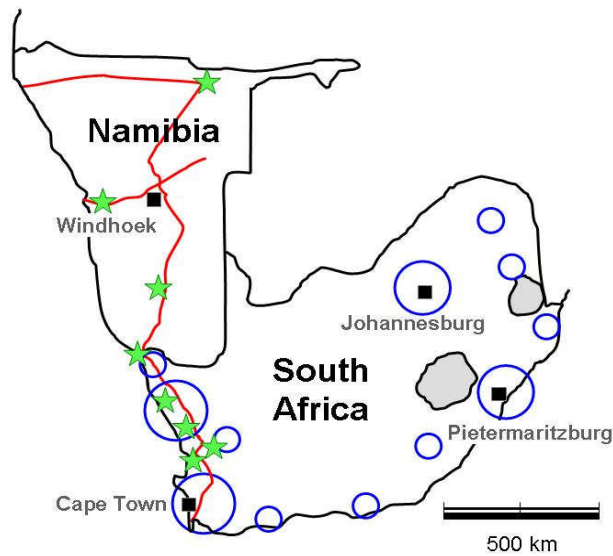 Namibia
Windhoek
Johannesburg
South
Africa
Pietermaritzburg
Cape Town
500 km